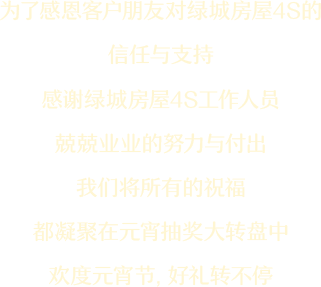 为了感恩客户朋友对绿城房屋4S的
信任与支持
感谢绿城房屋4S工作人员
兢兢业业的努力与付出
我们将所有的祝福
都凝聚在元宵抽奖大转盘中
欢度元宵节, 好礼转不停